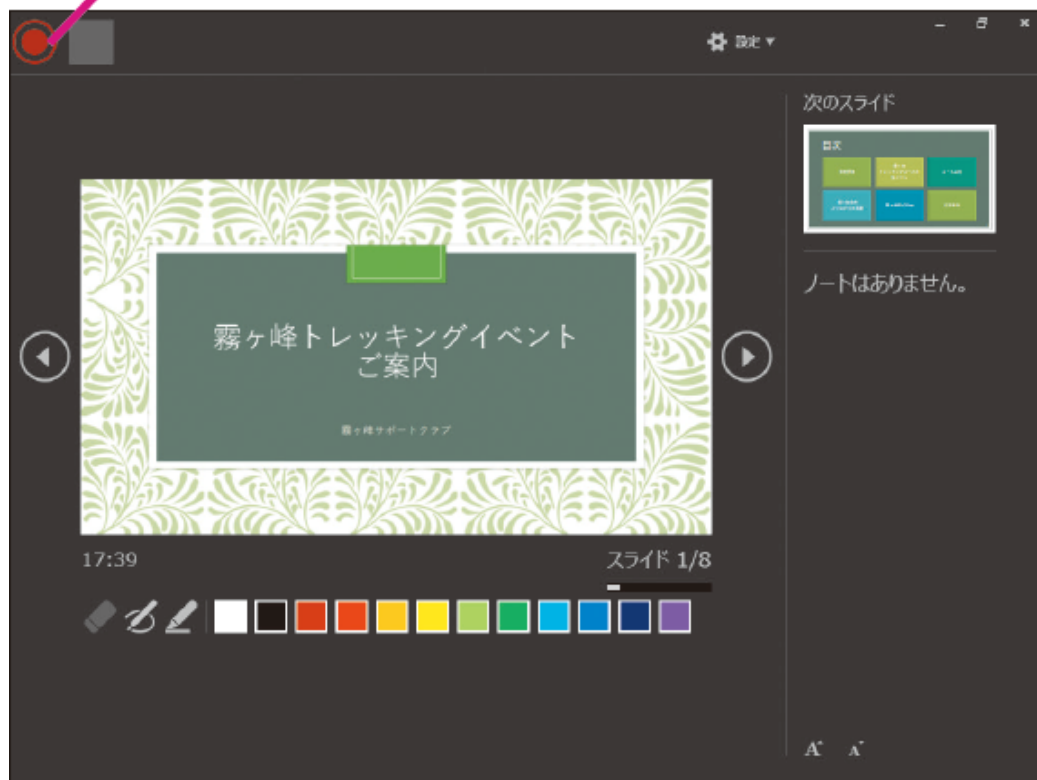 設定
次のスライド
目次
ノートはありません。
霧ヶ峰トレッキングイベント
ご案内
霧ヶ峰サポートクラブ
17:39
スライド 1/8
A A